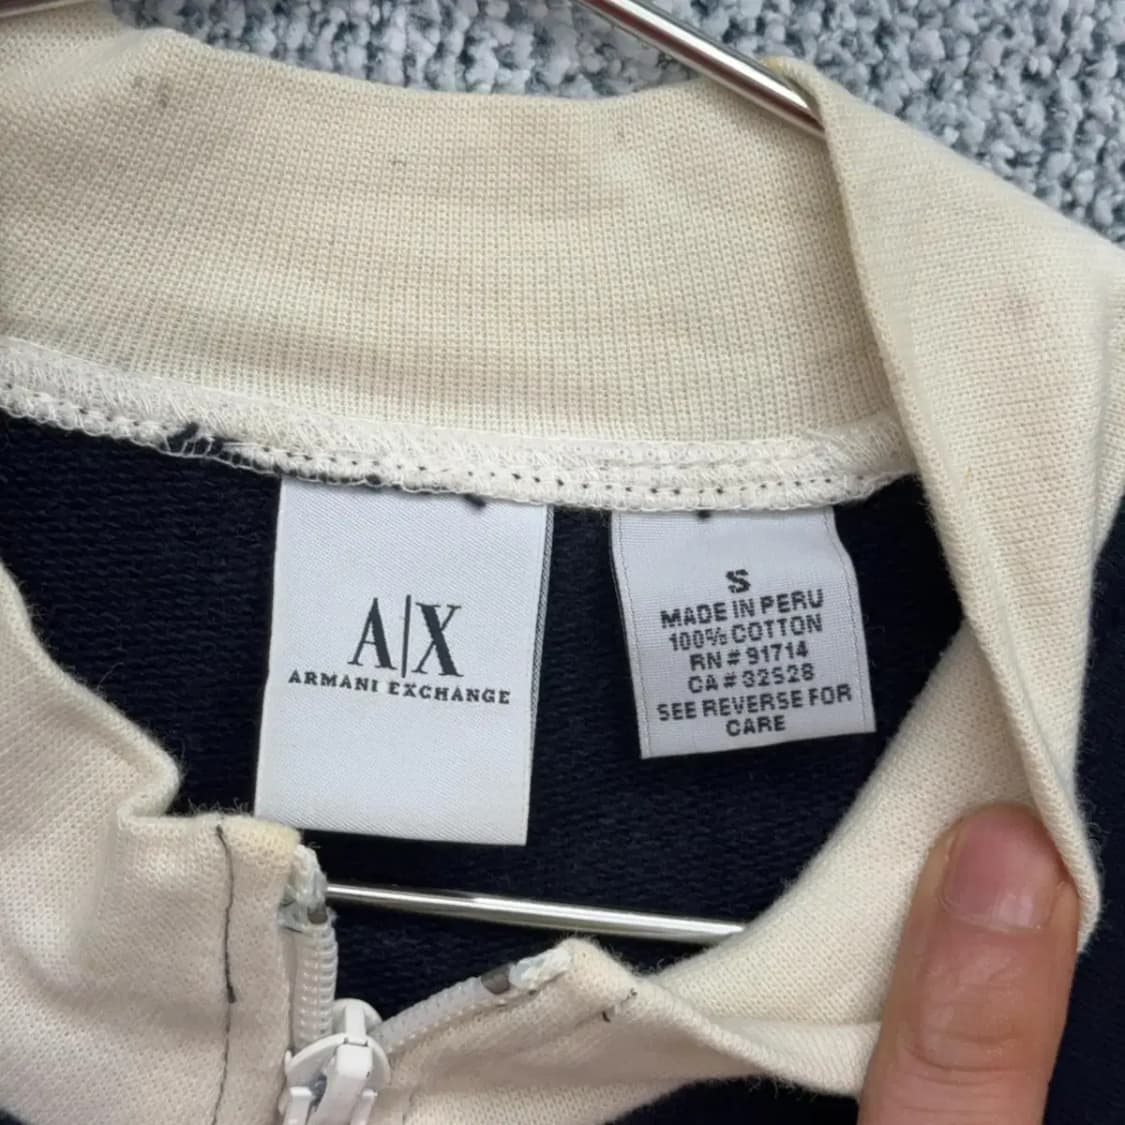 A|X
ARMANI EXCHANGE
S
MADE IN PERU
100% COTTON
RN # 91714
CA # 32528
SEE REVERSE FOR
CARE